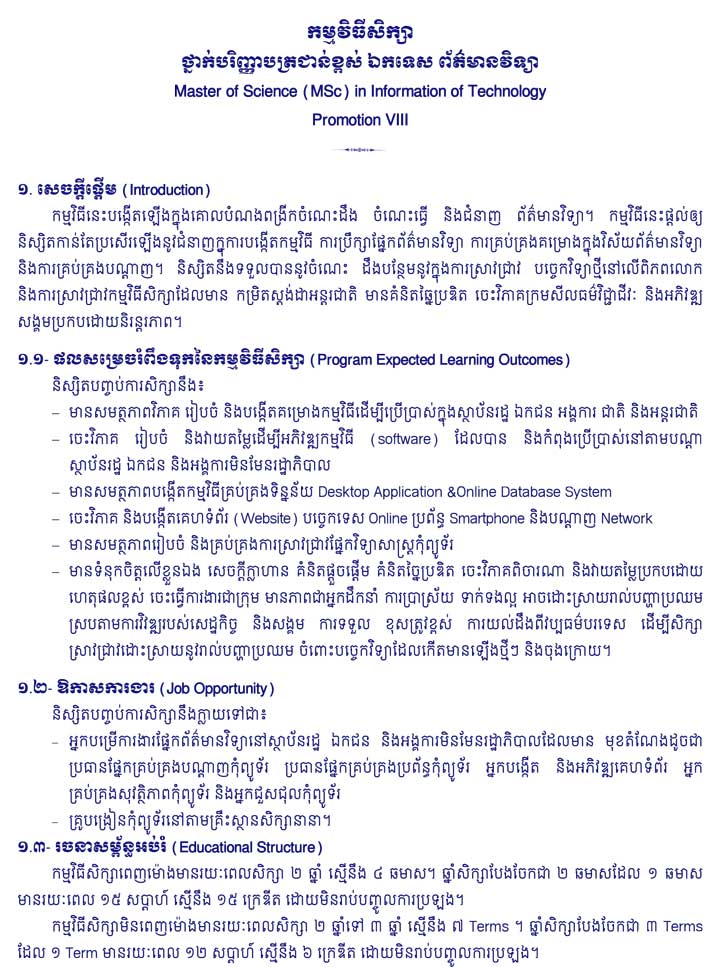 កម្មវិធីសិក្សា
ថ្នាក់បរិញ្ញាបត្រជាន់ខ្ពស់ ឯកទេស ព័ត៌មានវិទ្យា
Master of Science (MSc) in Information of Technology
Promotion VIII
១. សេចក្តីផ្តើម (Introduction)
កម្មវិធីនេះបង្កើតឡើងក្នុងគោលបំណងពង្រីកចំណេះដឹង ចំណេះធ្វើ និងជំនាញ ព័ត៌មានវិទ្យា។ កម្មវិធីនេះផ្តល់ឲ្យ
និស្សិតកាន់តែប្រសើរឡើងនូវជំនាញក្នុការបង្កើតកម្មវិធី ការប្រឹក្សាផ្នែកព័ត៌មានវិទ្យា ការគ្រប់គ្រងគម្រោងក្នុងវិស័យព័ត៌មានវិទ្យា
និងការគ្រប់គ្រងបណ្តាញ។ និស្សិតនឹងទទួលបាននូវចំណេះ ដឹងបន្ថែមនូវក្នុងការស្រាវជ្រាវ បច្ចេកវិទ្យាថ្មីនៅលើពិភពលោក
និងការស្រាវជ្រាវកម្មវិធីសិក្សាដែលមាន កម្រិតស្តង់ដាអន្តរជាតិ មានគំនិតឆ្នៃប្រឌិត ចេះវិភាគក្រមសីលធម៌វិជ្ជាជីវៈ និងអភិវឌ្ឍ
សង្គមប្រកបដោយនិរន្តរភាព។
១.១- ផលសម្រេចរំពឹងទុកនៃកម្មវិធីសិក្សា (Program Expected Learning Outcomes)
និស្សិតបញ្ចប់ការសិក្សានឹង៖
– មានសមត្ថភាពវិភាគ រៀបចំ និងបង្កើតគម្រោងកម្មវិធីដើម្បីប្រើប្រាស់ក្នុងស្ថាប័នរដ្ឋ ឯកជន អង្គការ ជាតិ និងអន្តរជាតិ
– ចេះវិភាគ រៀបចំ និងវាយតម្លៃដើម្បីអភិវឌ្ឍកម្មវិធី (software) ដែលបាន និងកំពុងប្រើប្រាស់នៅតាមបណ្តា
ស្ថាប័នរដ្ឋ ឯកជន និងអង្គការមិនមែនរដ្ឋាភិបាល
– មានសមត្ថភាពបង្កើតកម្មវិធីគ្រប់គ្រងទិន្នន័យ Desktop Application &Online Database System
– ចេះវិភាគ និងបង្កើតគេហទំព័រ (Website) បច្ចេកទេស Online ប្រព័ន្ធ Smartphone និងបណ្តាញ Network
– មានសមត្ថភាពរៀបចំ និងគ្រប់គ្រងការស្រាវជ្រាវផ្នែកវិទ្យាសាស្ត្រកុំព្យូទ័រ
– មានទំនុកចិត្តលើខ្លួនឯង សេចក្តីក្លាហាន គំនិតផ្តួចផ្តើម គំនិតច្នៃប្រឌិត ចេះវិភាគពិចារណា និងវាយតម្លៃប្រកបដោយ
ហេតុផលខ្ពស់ ចេះធ្វើការងារជាក្រុម មានភាពជាអ្នកដឹកនាំ ការប្រាស្រ័យ ទាក់ទងល្អ អាចដោះស្រាយរាល់បញ្ហាប្រឈម
ស្របតាមការវិវឌ្ឍរបស់សេដ្ឋកិច្ច និងសង្គម ការទទួល ខុសត្រូវខ្ពស់ ការយល់ដឹងពីវប្បធម៌បរទេស ដើម្បីសិក្សា
ស្រាវជ្រាវដោះស្រាយនូវរាល់បញ្ហាប្រឈម ចំពោះបច្ចេកវិទ្យាដែលកើតមានឡើងថ្មីៗ និងចុងក្រោយ។
១.២- ឱកាសការងារ (Job Opportunity)
និស្សិតបញ្ចប់ការសិក្សានឹងក្លាយទៅជា៖
– អ្នកបម្រើការងារផ្នែកព័ត៌មានវិទ្យានៅស្ថាប័នរដ្ឋ ឯកជន និងអង្គការមិនមែនរដ្ឋាភិបាលដែលមាន មុខតំណែងដូចជា
ប្រធានផ្នែកគ្រប់គ្រងបណ្តាញកុំព្យូទ័រ ប្រធានផ្នែកគ្រប់គ្រងប្រព័ន្ធកុំព្យូទ័រ អ្នកបង្កើត និងអភិវឌ្ឍគេហទំព័រ អ្នក
គ្រប់គ្រងសុវត្ថិភាពកុំព្យូទ័រ និងអ្នកជួសជុលកុំព្យូទ័រ
– គ្រូបង្រៀនកុំព្យូទ័រនៅតាមគ្រឹះស្ថានសិក្សានានា។
១.៣- រចនាសម្ព័ន្ធអប់រំ (Educational Structure)
កម្មវិធីសិក្សាពេញម៉ោងមានរយៈពេលសិក្សា ២ ឆ្នាំ ស្មើនឹង ៤ ឆមាស។ ឆ្នាំសិក្សាបែងចែកជា ២ ឆមាសដែល ១ ឆមាស
មានរយៈពេល ១៥ សប្តាហ៍ ស្មើនឹង ១៥ ក្រេឌីត ដោយមិនរាប់បញ្ចូលការប្រឡង។
កម្មវិធីសិក្សាមិនពេញម៉ោងមានរយៈពេលសិក្សា ២ ឆ្នាំទៅ ៣ ឆ្នាំ ស្មើនឹង ៧ Terms ។ ឆ្នាំសិក្សាបែងចែកជា ៣ Terms
ដែល ១ Term មានរយៈពេល ១២ សប្តាហ៍ ស្មើនឹង ៦ ក្រេឌីត ដោយមិនរាប់បញ្ចូលការប្រឡង។